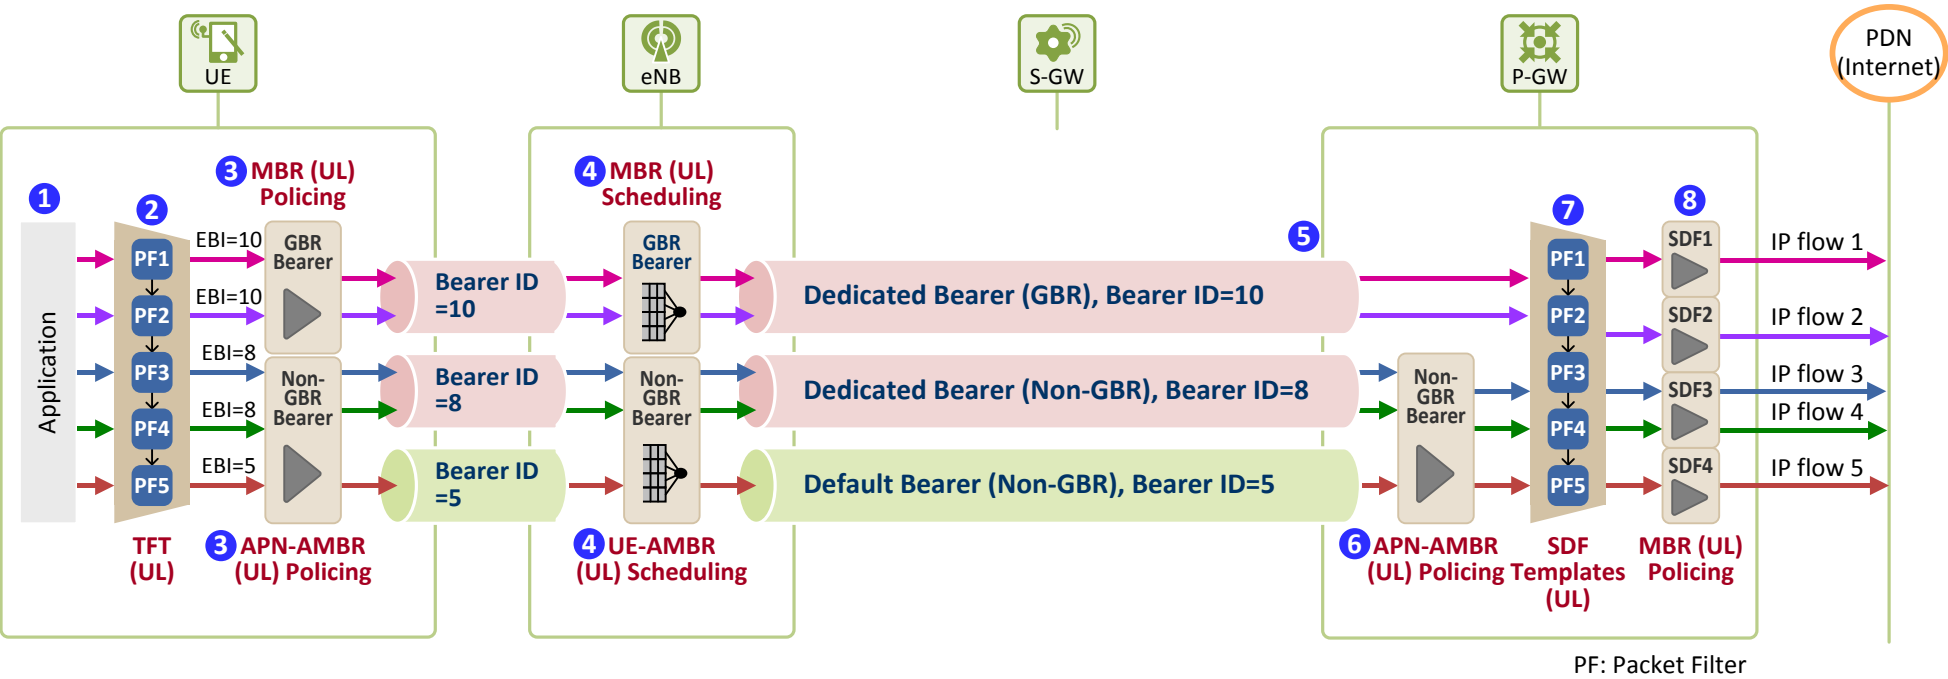 UE
eNB
S-GW
P-GW
PDN
(Internet)
1
Application
2
PF1
PF2
PF3
PF4
PF5
TFT
(UL)
EBI=10
EBI=10
EBI=8
EBI=8
EBI=5
3 MBR (UL)
Policing
GBR
Bearer
Non-
GBR
Bearer
3 APN-AMBR
(UL) Policing
Bearer ID
=10
Bearer ID
=8
Bearer ID
=5
4 MBR (UL)
Scheduling
GBR
Bearer
Non-
GBR
Bearer
4 UE-AMBR
(UL) Scheduling
5
Dedicated Bearer (GBR), Bearer ID=10
Dedicated Bearer (Non-GBR), Bearer ID=8
Default Bearer (Non-GBR), Bearer ID=5
Non-
GBR
Bearer
6 APN-AMBR
(UL) Policing
7
PF1
PF2
PF3
PF4
PF5
SDF
Templates
(UL)
8
SDF1
SDF2
SDF3
SDF4
MBR (UL)
Policing
IP flow 1
IP flow 2
IP flow 3
IP flow 4
IP flow 5
PF: Packet Filter